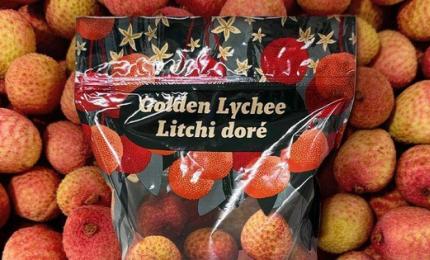 Golden Lychee
Litchi doré